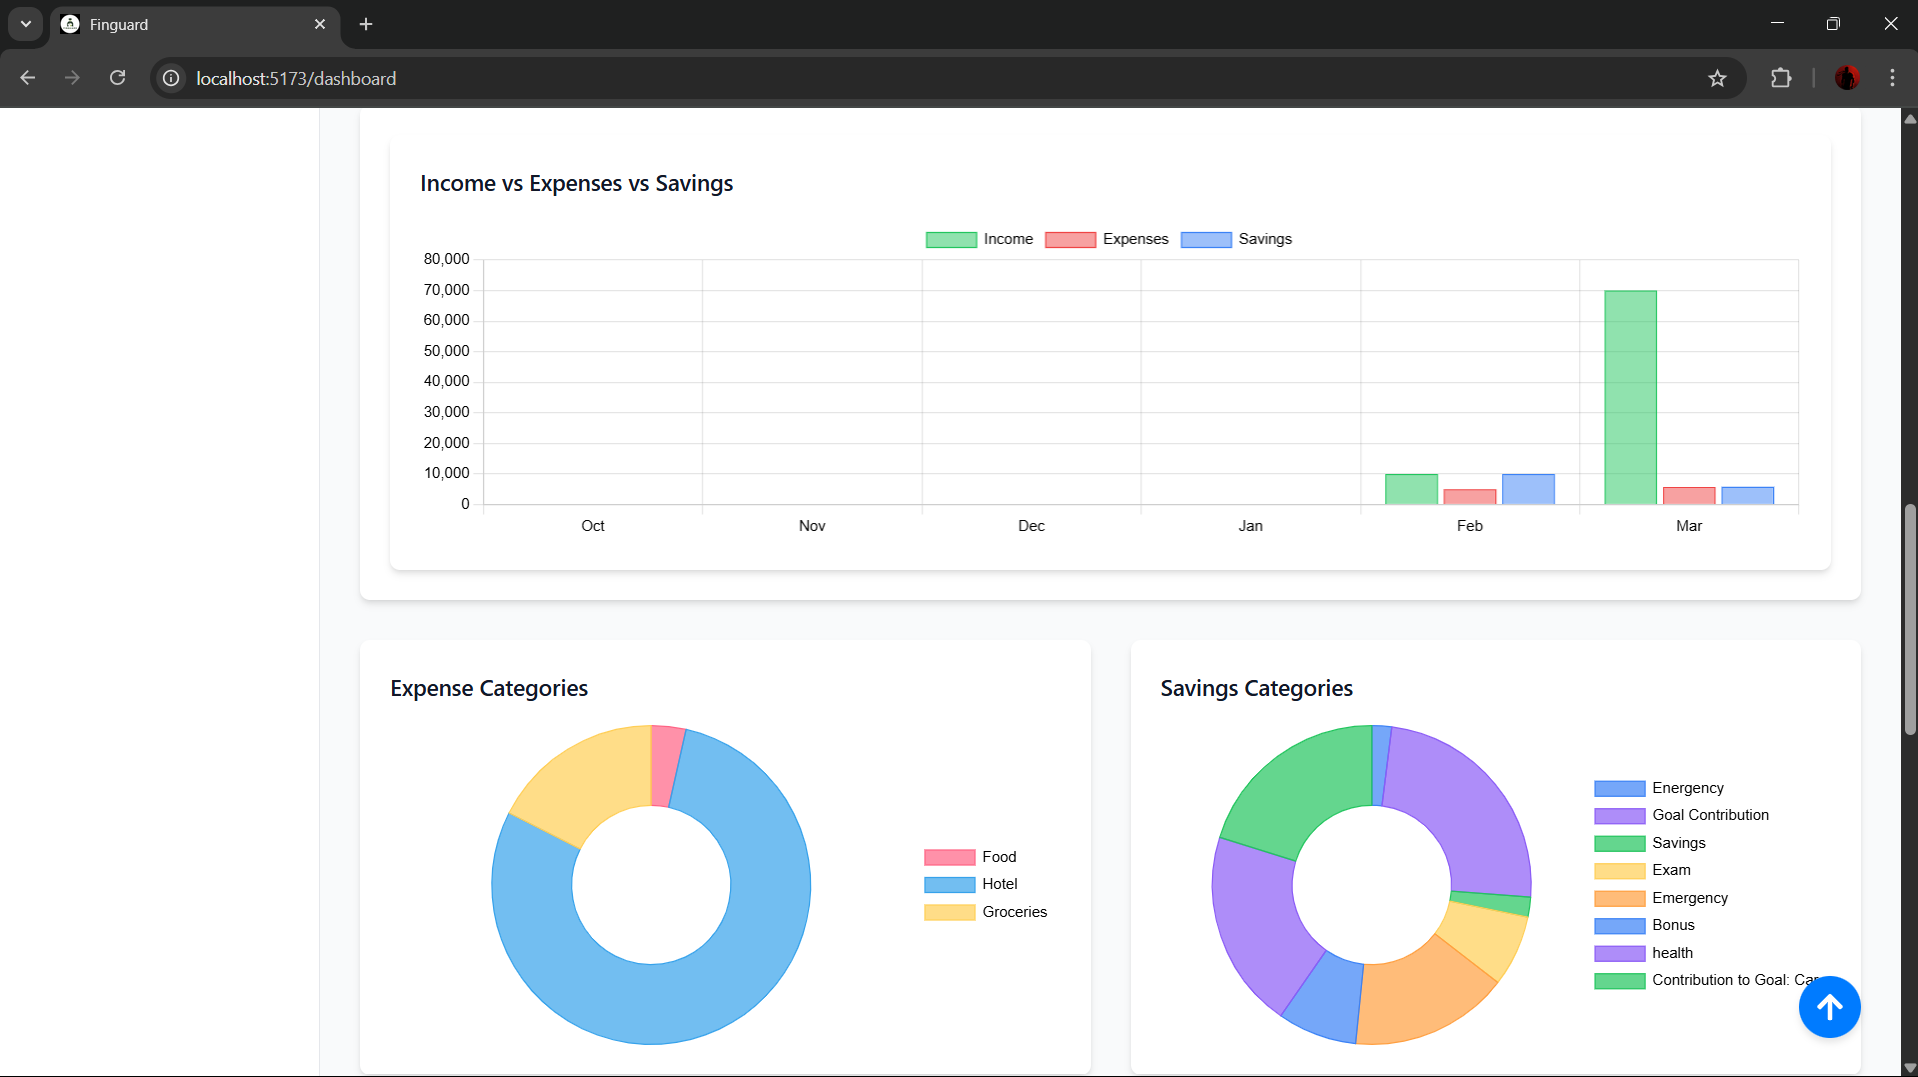 Finguard
localhost:5173/dashboard
Income vs Expenses vs Savings
Income Expenses Savings
80,000
70,000
60,000
50,000
40,000
30,000
20,000
10,000
0
Oct Nov Dec Jan Feb Mar
Expense Categories
Food
Hotel
Groceries
Savings Categories
Energency
Goal Contribution
Savings
Exam
Emergency
Bonus
health
Contribution to Goal: Car